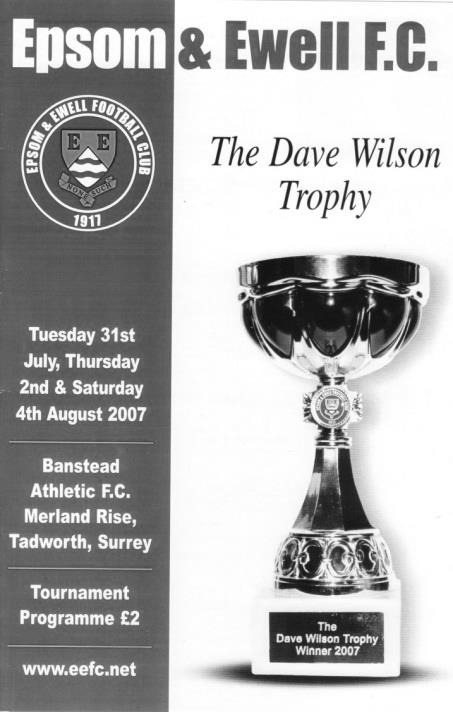 Epsom & Ewell F.C.
EPSOM & EWELL FOOTBALL CLUB
E E
NON SUCH
1917
The Dave Wilson
Trophy
Tuesday 31st
July, Thursday
2nd & Saturday
4th August 2007
Banstead
Athletic F.C.
Merland Rise,
Tadworth, Surrey
Tournament
Programme £2
www.eefc.net
The
Dave Wilson Trophy
Winner 2007